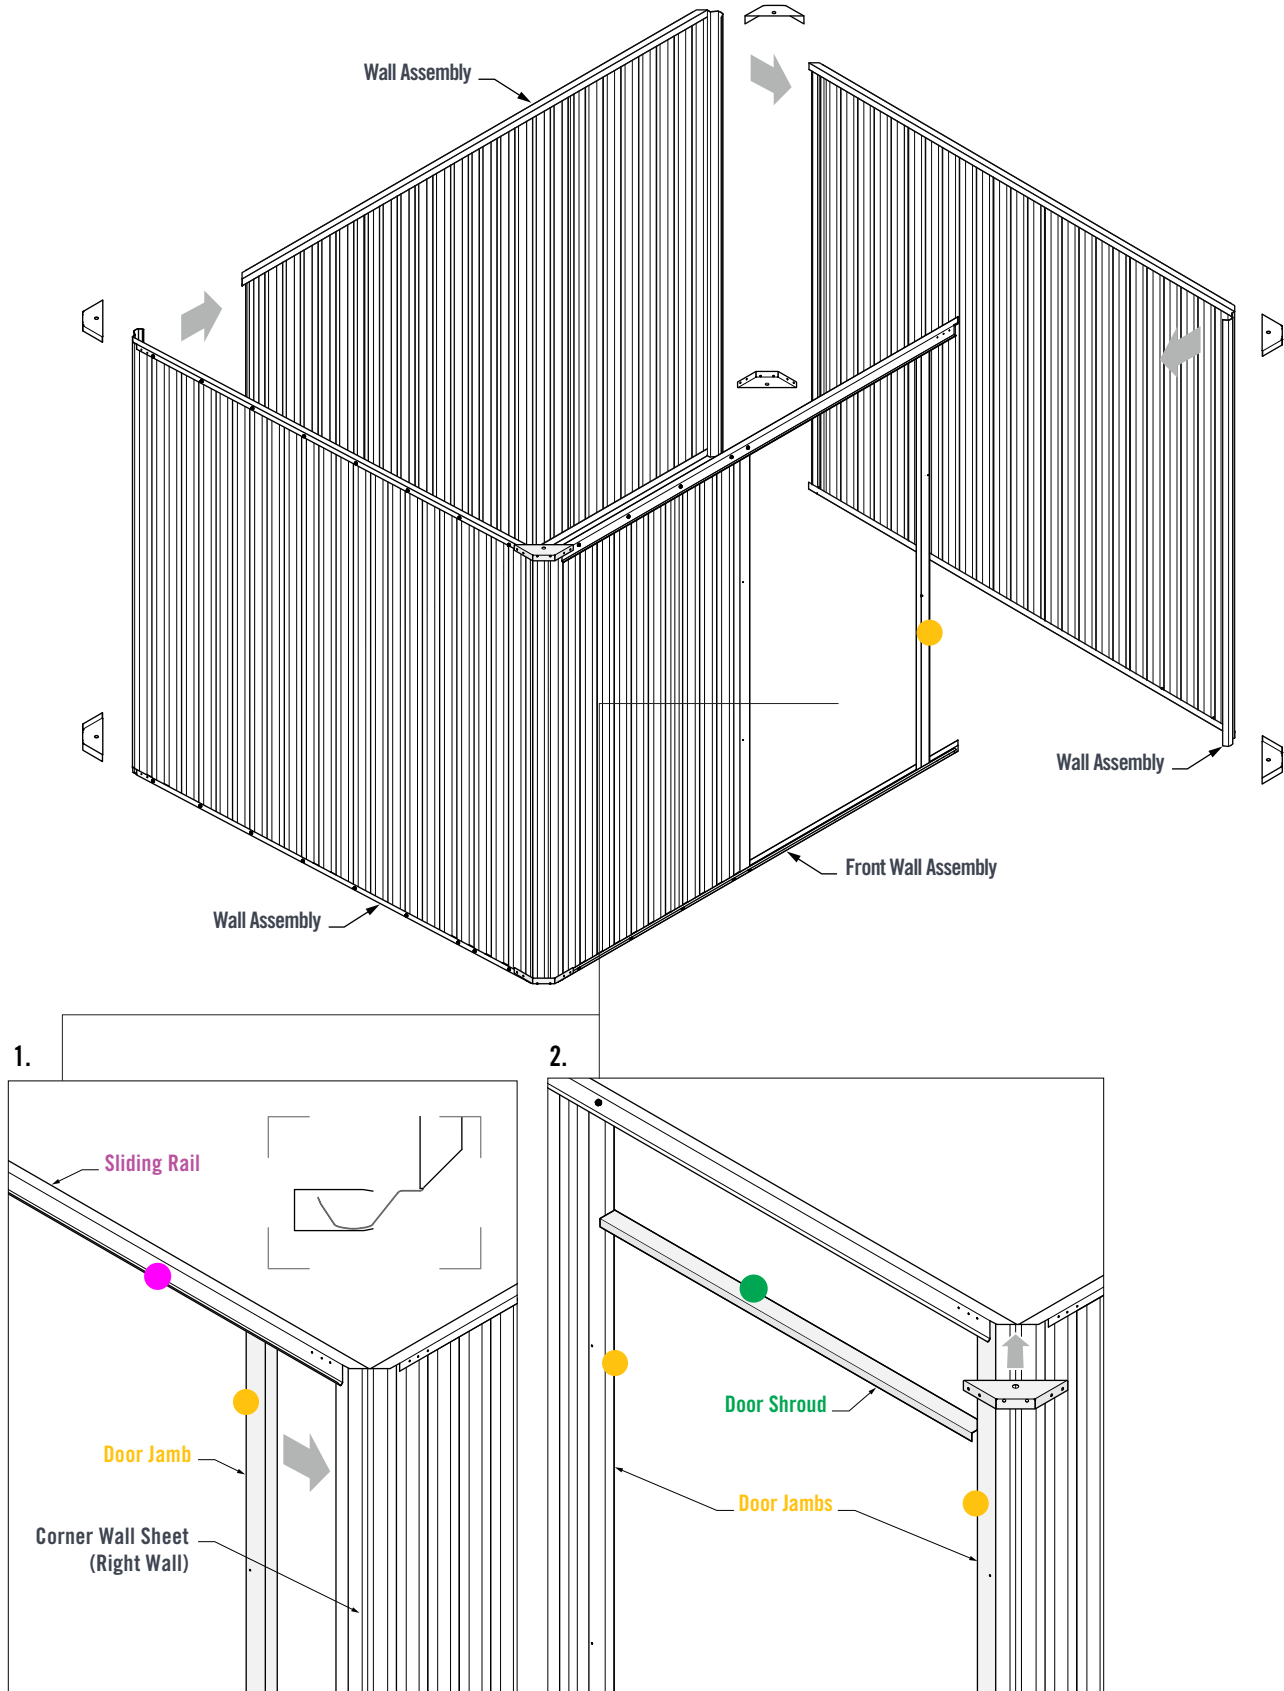 Wall Assembly
Wall Assembly
Front Wall Assembly
Wall Assembly
1.
2.
Sliding Rail
Door Shroud
Door Jamb
Door Jambs
Corner Wall Sheet
(Right Wall)